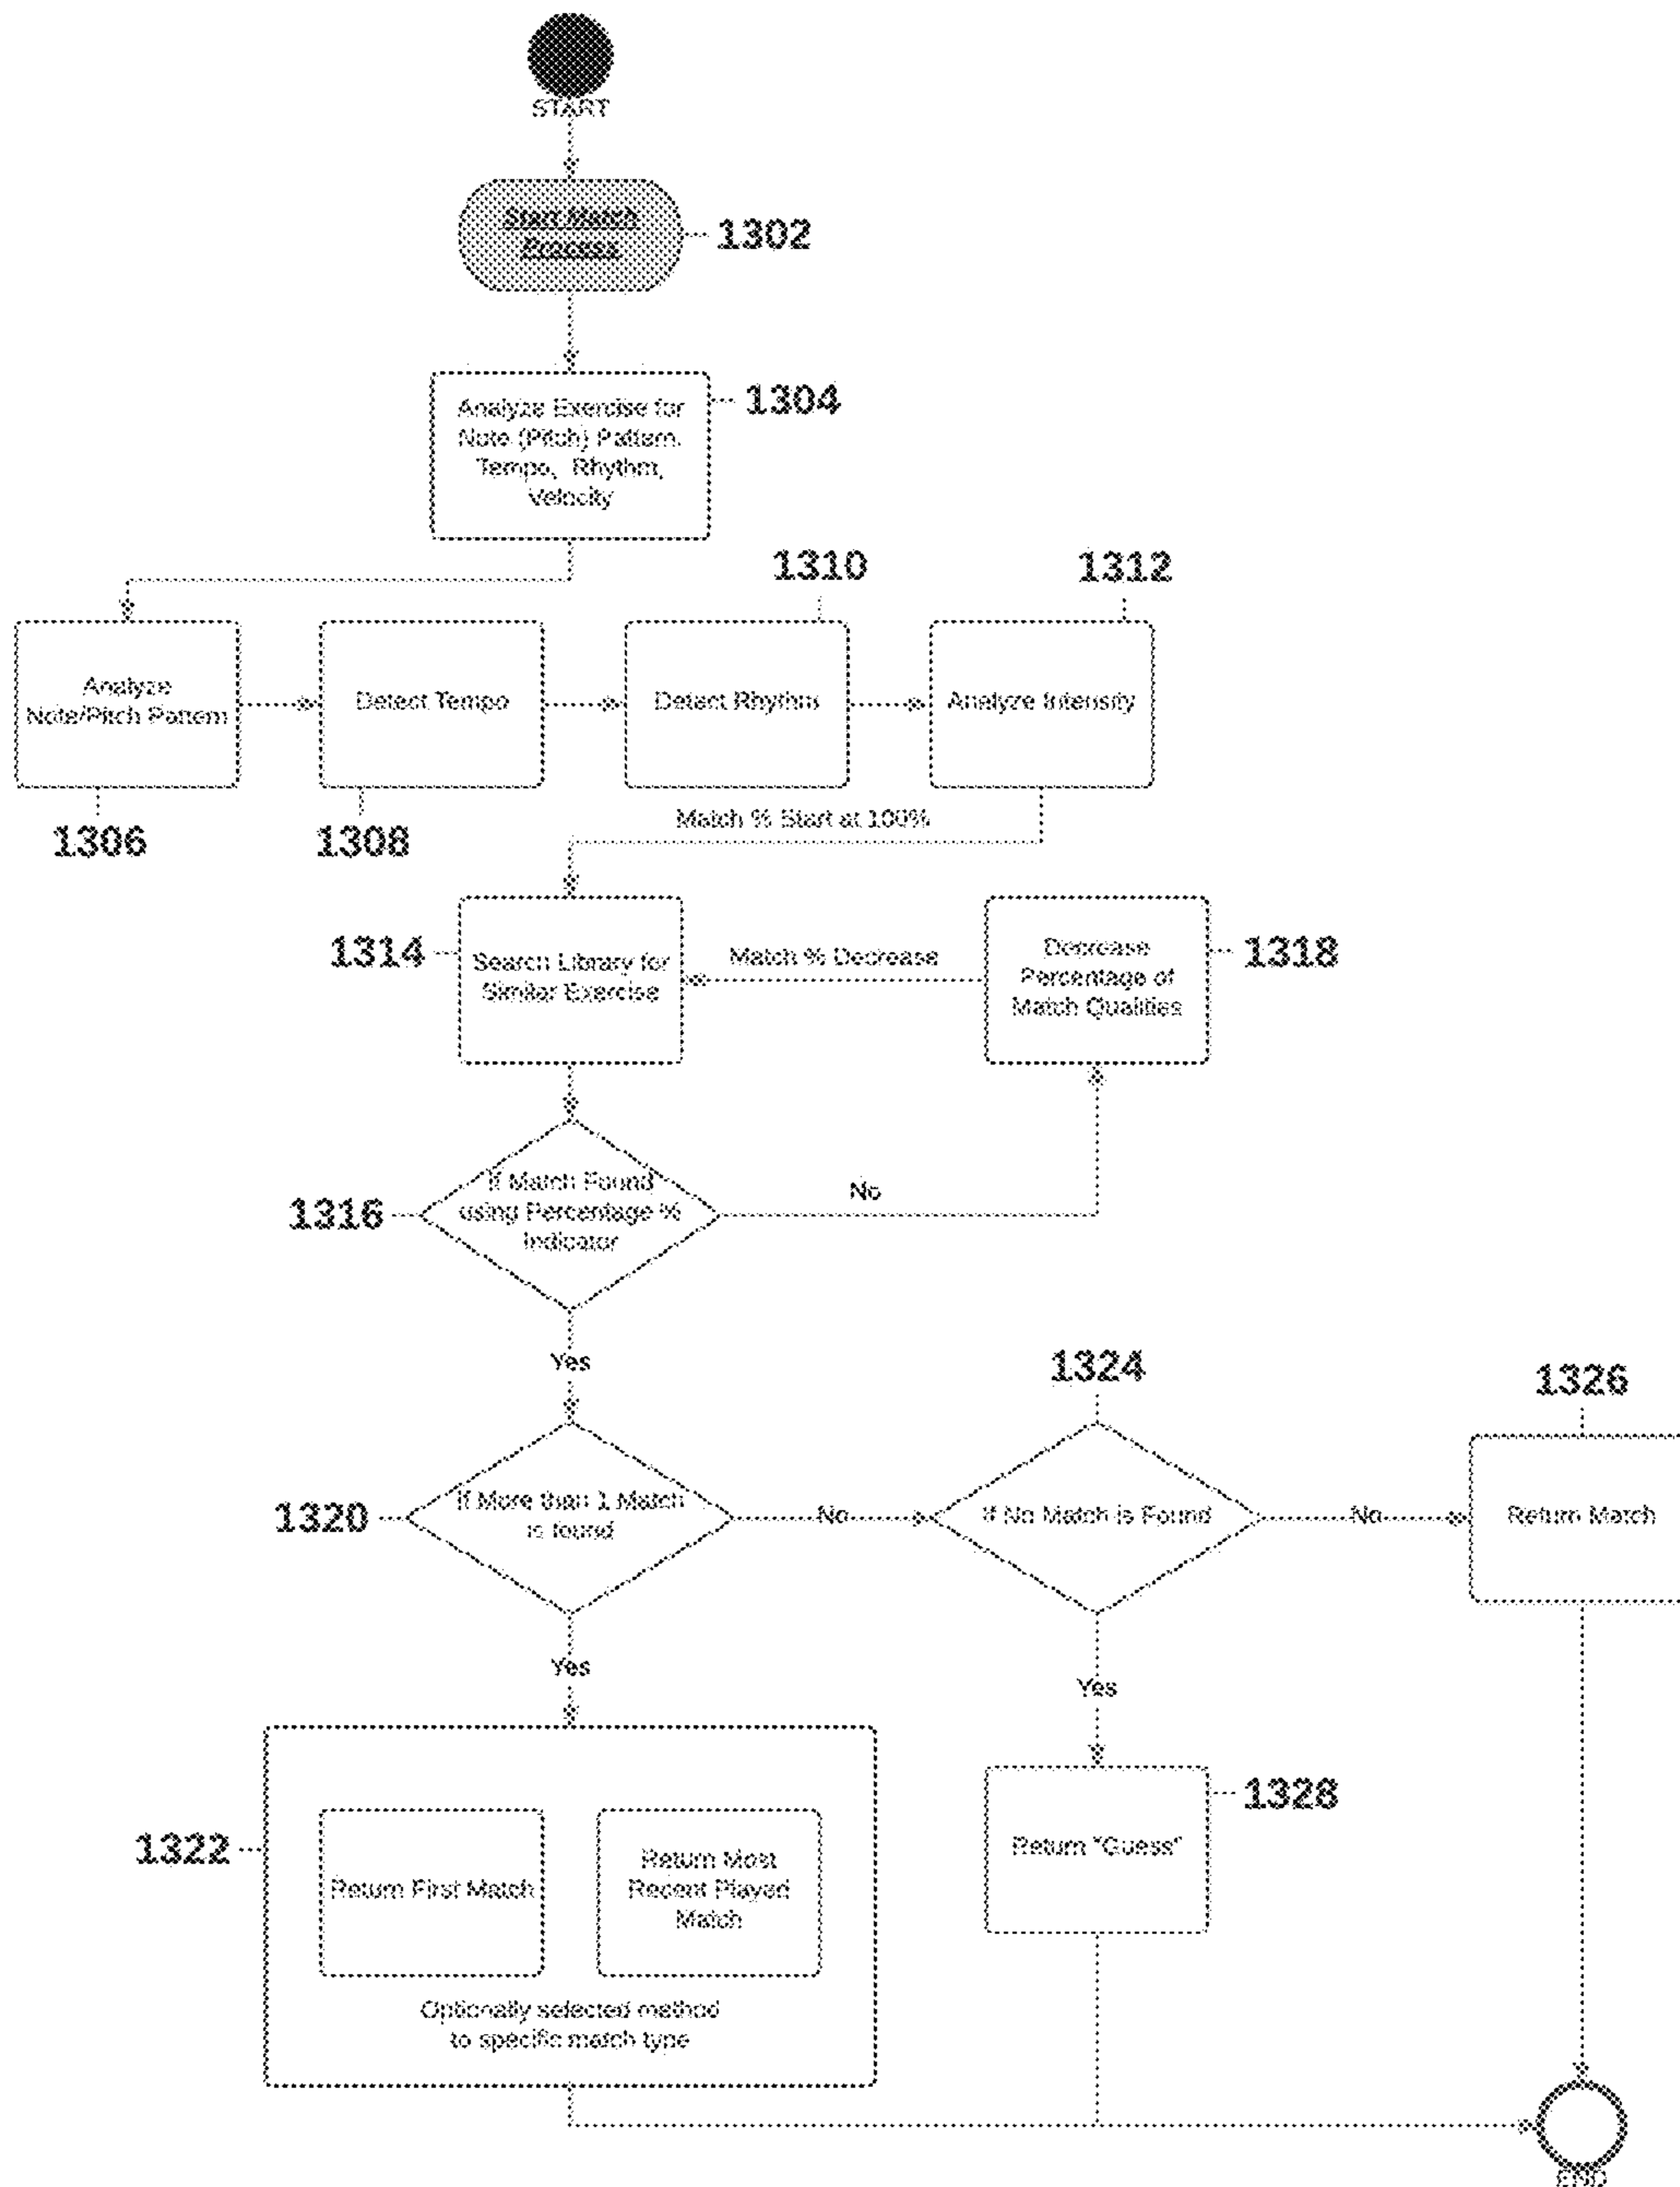 START
Start Match
Process
1302
Analyze Exercise for
Note (Pitch) Pattern,
Tempo, Rhythm,
Velocity
1304
1310
1312
Analyze
Note/Pitch Pattern
Detect Tempo
Detect Rhythm
Analyze Intensity
1306
1308
Match % Start at 100%
1314
Search Library for
Similar Exercise
Match % Decrease
Decrease
Percentage of
Match Qualities
1318
1316
If Match Found
using Percentage %
Indicator
No
Yes
1324
1326
1320
If More than 1 Match
is found
No
If No Match is Found
No
Return Match
Yes
Yes
1322
Return First Match
Return Most
Recent Played
Match
Optionally selected method
to specific match type
Return "Guess"
1328
END